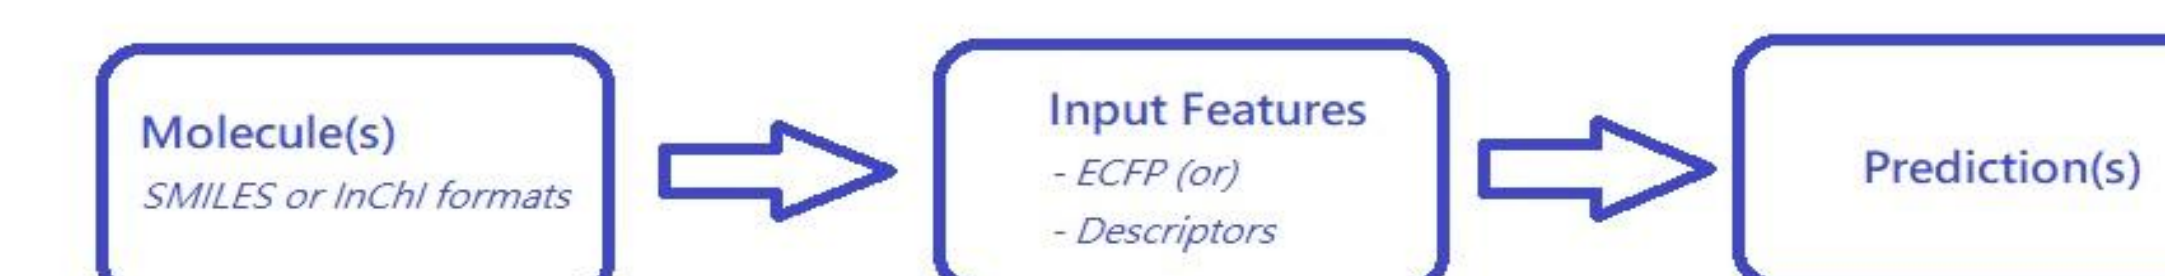 Molecule(s)
SMILES or InChI formats
Input Features
- ECFP (or)
- Descriptors
Prediction(s)